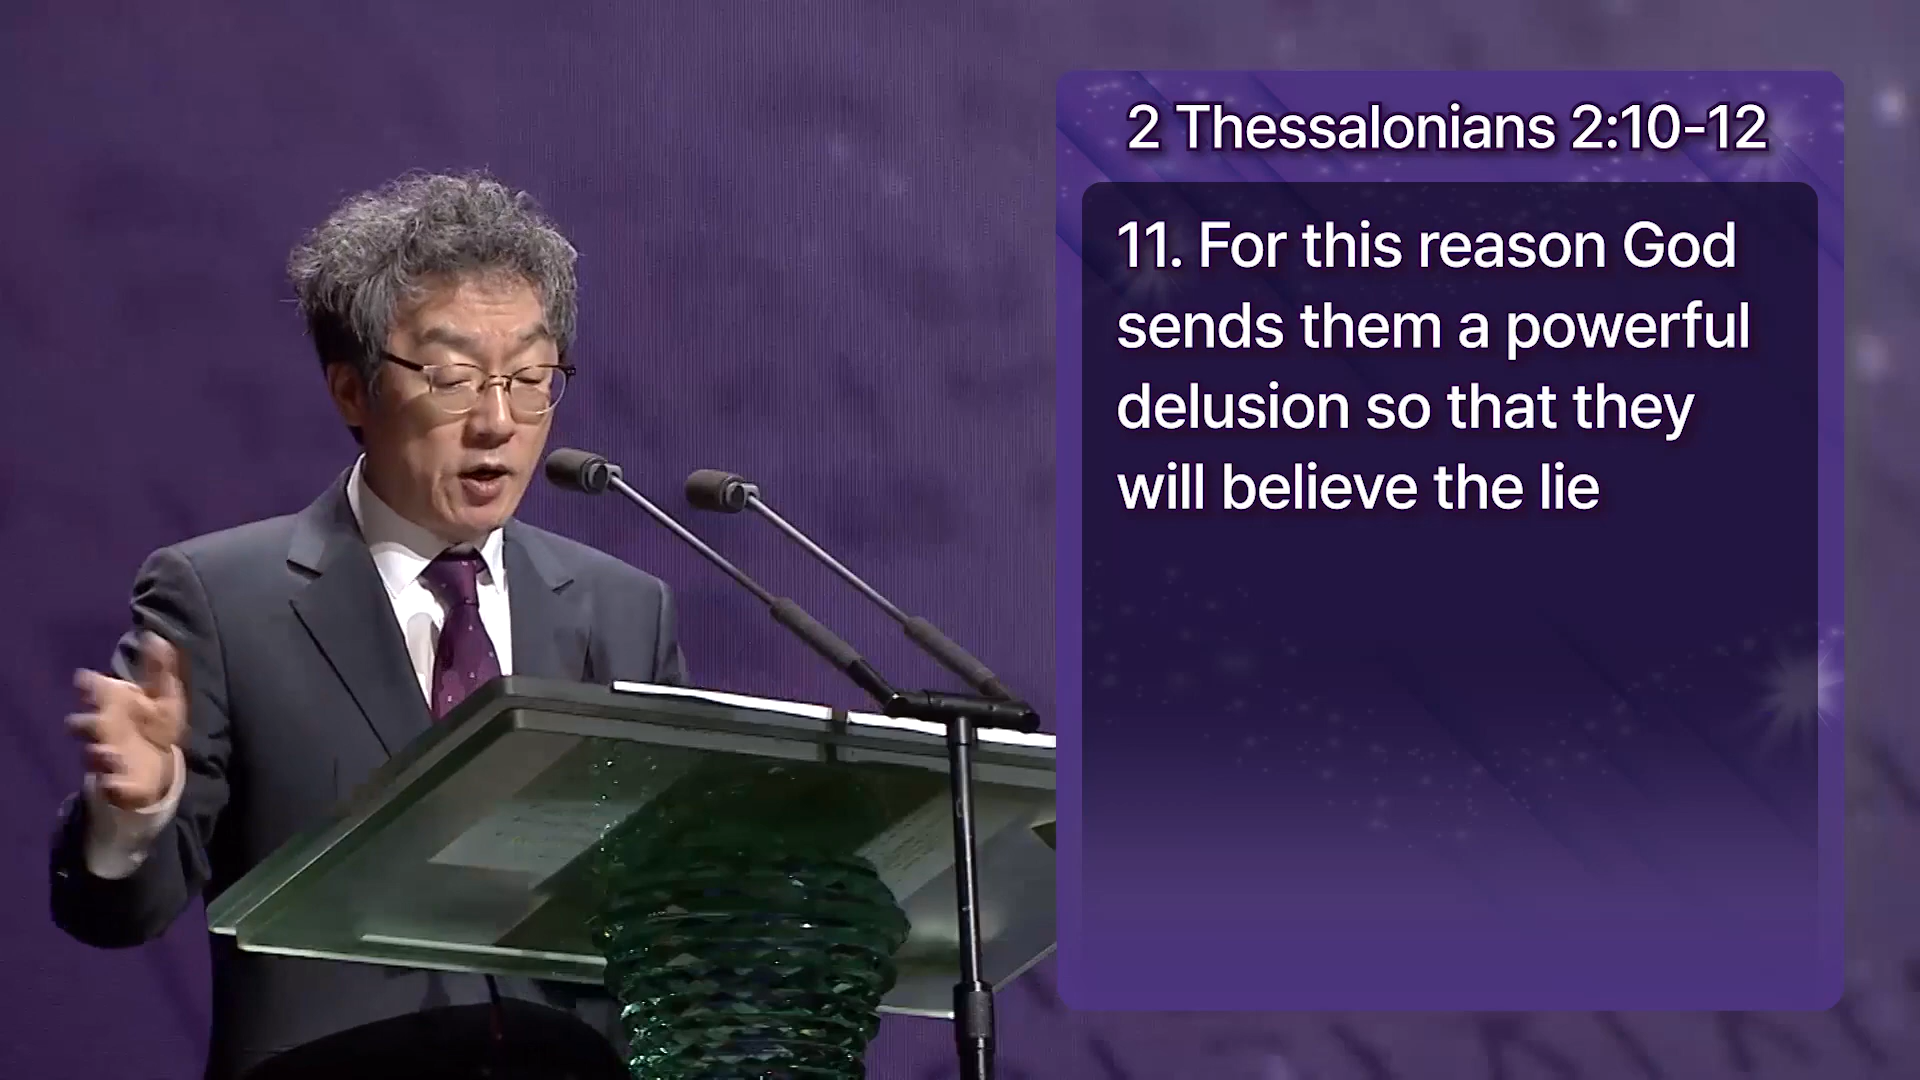 2 Thessalonians 2:10-12
11. For this reason God
sends them a powerful
delusion so that they
will believe the lie